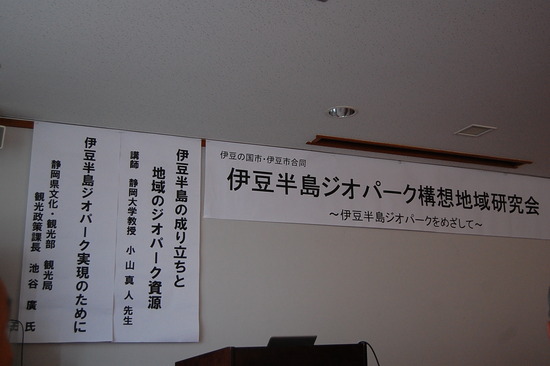 伊豆の国市・伊豆市合同
伊豆半島ジオパーク構想地域研究会
～伊豆半島ジオパークをめざして～
伊豆半島の成り立ちと
地域のジオパーク資源
講師 静岡大学教授 小山真人先生
伊豆半島ジオパーク実現のために
静岡県文化・観光部 観光局
観光政策課長 池谷廣氏